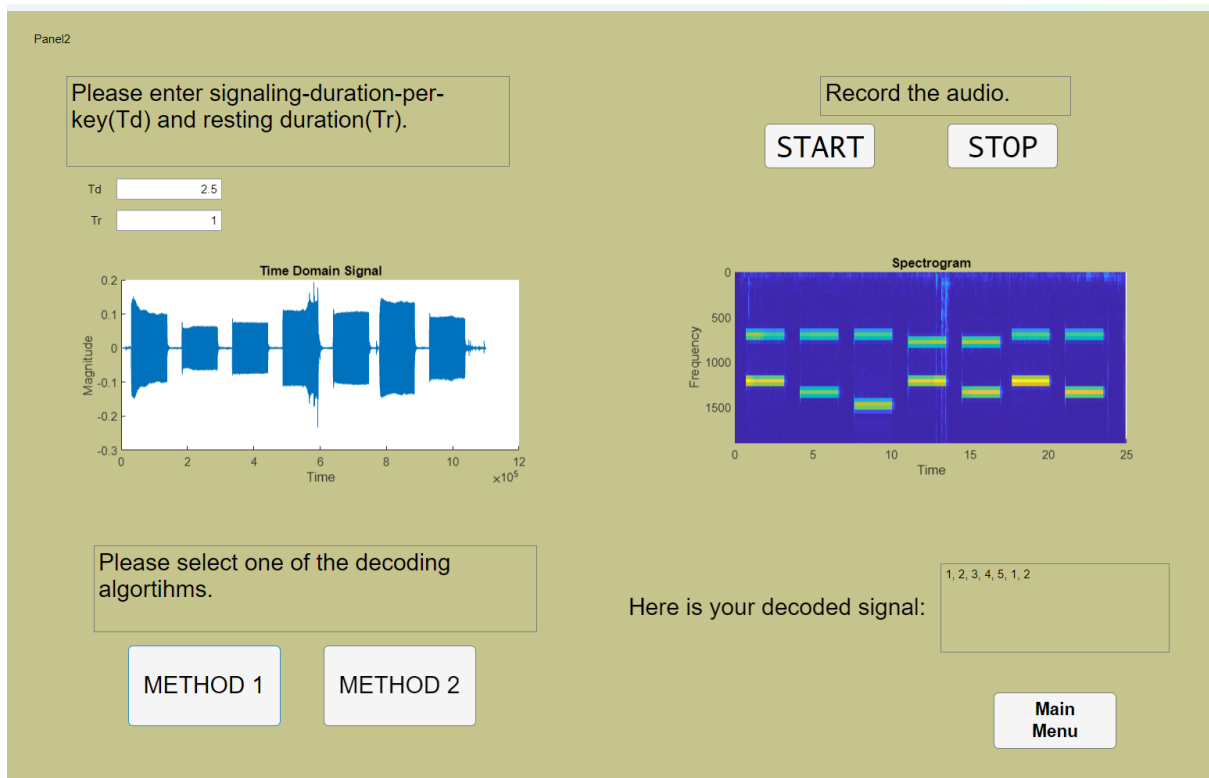 Panel2
Please enter signaling-duration-per-
key(Td) and resting duration(Tr).
Td 2.5
Tr 1
Record the audio.
START STOP
Time Domain Signal
0.2
0.1
0
-0.1
-0.2
-0.3
Magnitude
0 2 4 6 8 10 12
Time
×10⁵
Spectrogram
0
500
1000
1500
Frequency
0 5 10 15 20 25
Time
Please select one of the decoding
algortihms.
METHOD 1 METHOD 2
Here is your decoded signal:
1, 2, 3, 4, 5, 1, 2
Main
Menu